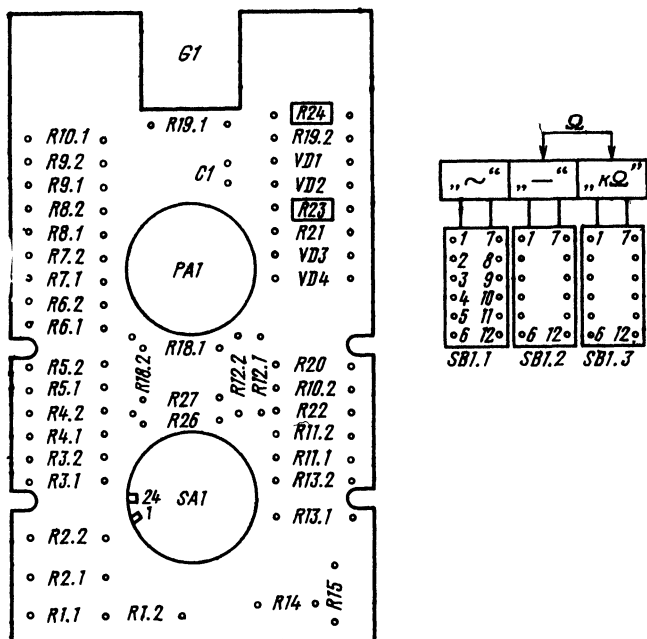 G1
R19.1
R24
R10.1
R19.2
R9.2
C1
VD1
R9.1
VD2
R8.2
R23
R8.1
R21
R7.2
PA1
VD3
R7.1
VD4
R6.2
R6.1
R18.1
R18.2
R12.2
R12.1
R5.2
R20
R5.1
R27
R10.2
R4.2
R26
R22
R4.1
R11.2
R3.2
R11.1
R3.1
24
1
SA1
R13.2
R13.1
R2.2
R2.1
R15
R14
R1.1
R1.2
Ω
„~“ „—“ „кΩ”
1 7 1 7 1 7
2 8
3 9
4 10
5 11
6 12 6 12 6 12
SB1.1 SB1.2 SB1.3